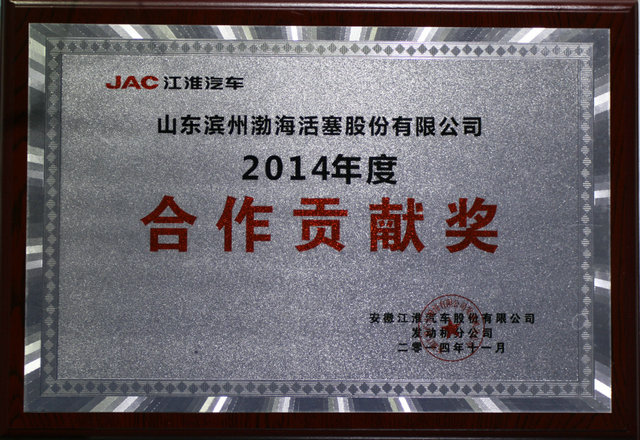 JAC 江淮汽车
山东滨州渤海活塞股份有限公司
2014年度
合作贡献奖
安徽江淮汽车股份有限公司
发动机分公司
二零一四年十一月